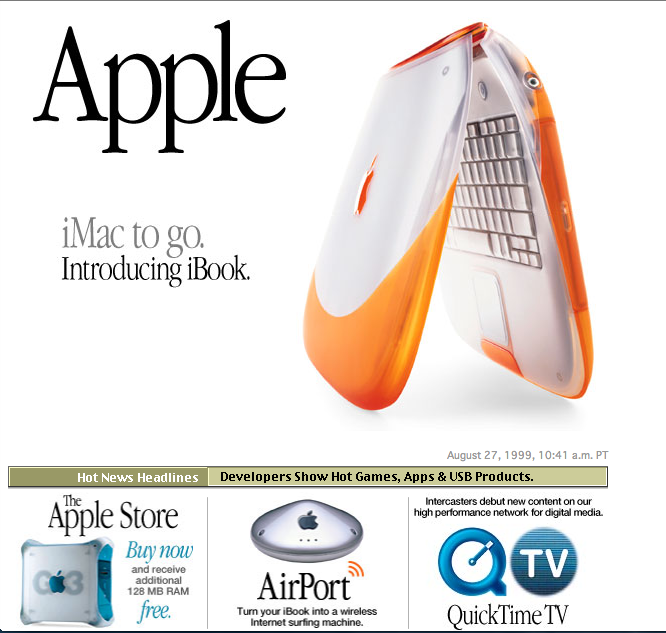 Apple
iMac to go.
Introducing iBook.
August 27, 1999, 10:41 a.m. PT
Hot News Headlines
Developers Show Hot Games, Apps & USB Products.
The
Apple Store
G3
Buy now
and receive
additional
128 MB RAM
free.
AirPort
Turn your iBook into a wireless
Internet surfing machine.
Intercasters debut new content on our
high performance network for digital media.
TV
QuickTime TV